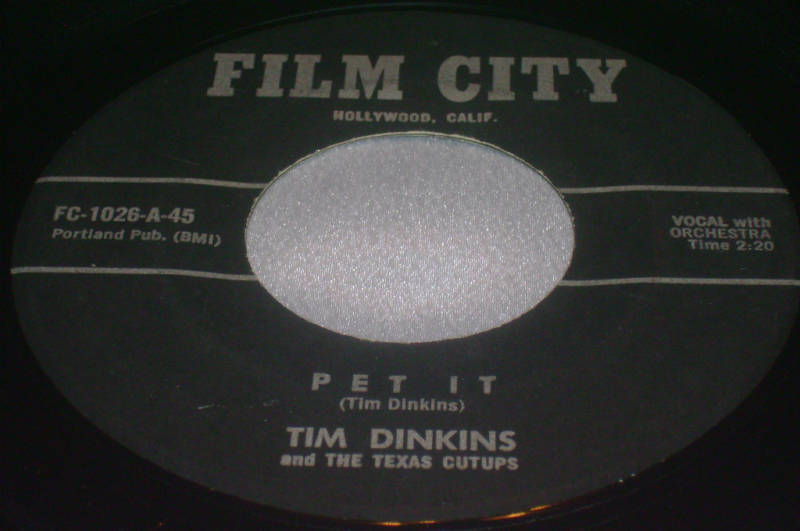 FILM CITY
HOLLYWOOD, CALIF.
FC-1026-A-45
Portland Pub. (BMI)
VOCAL with
ORCHESTRA
Time 2:20
PET IT
(Tim Dinkins)
TIM DINKINS
and THE TEXAS CUTUPS